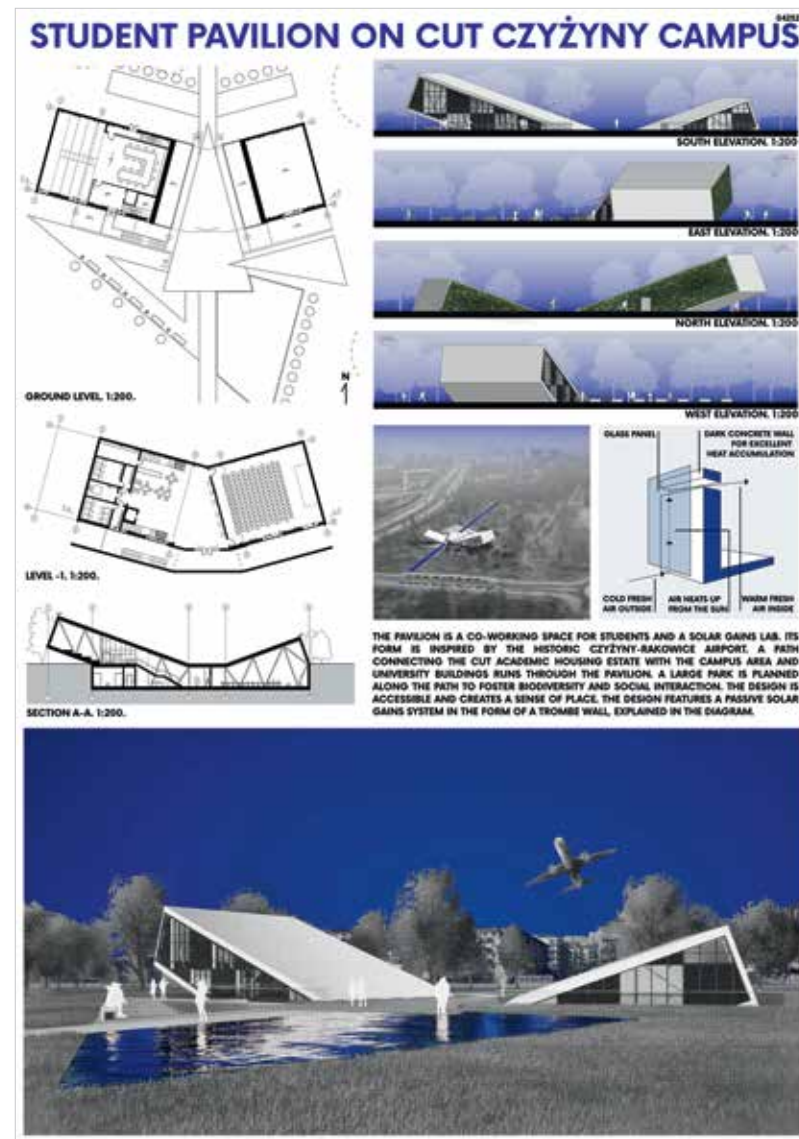 04252
STUDENT PAVILION ON CUT CZYŻYNY CAMPUS
SOUTH ELEVATION. 1:200
EAST ELEVATION. 1:200
NORTH ELEVATION. 1:200
WEST ELEVATION. 1:200
N
GROUND LEVEL. 1:200.
LEVEL -1. 1:200.
SECTION A-A. 1:200.
GLASS PANEL
DARK CONCRETE WALL
FOR EXCELLENT
HEAT ACCUMULATION
COLD FRESH
AIR OUTSIDE
AIR HEATS UP
FROM THE SUN
WARM FRESH
AIR INSIDE
THE PAVILION IS A CO-WORKING SPACE FOR STUDENTS AND A SOLAR GAINS LAB. ITS
FORM IS INSPIRED BY THE HISTORIC CZYŻYNY-RAKOWICE AIRPORT. A PATH
CONNECTING THE CUT ACADEMIC HOUSING ESTATE WITH THE CAMPUS AREA AND
UNIVERSITY BUILDINGS RUNS THROUGH THE PAVILION. A LARGE PARK IS PLANNED
ALONG THE PATH TO FOSTER BIODIVERSITY AND SOCIAL INTERACTION. THE DESIGN IS
ACCESSIBLE AND CREATES A SENSE OF PLACE. THE DESIGN FEATURES A PASSIVE SOLAR
GAINS SYSTEM IN THE FORM OF A TROMBE WALL, EXPLAINED IN THE DIAGRAM.